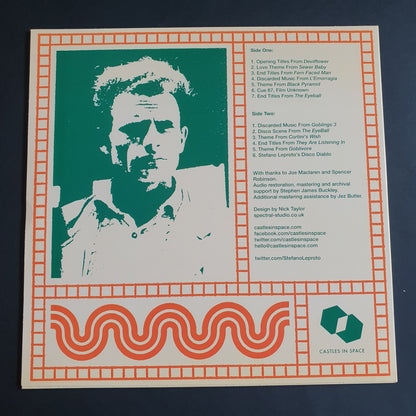 Side One:
1. Opening Titles From Devilflower
2. Love Theme From Sewer Baby
3. End Titles From Fern Faced Man
4. Discarded Music From L'Emorragia
5. Theme From Black Pyramid
6. Cue 87, Film Unknown
7. End Titles From The Eyeball
Side Two:
1. Discarded Music From Goblings 3
2. Disco Scene From The EyeBall
3. Theme From Cortini's Wish
4. End Titles From They Are Listening In
5. Theme From Goblivore
6. Stefano Leproto's Disco Diablo
With thanks to Joe Maclaren and Spencer
Robinson.
Audio restoration, mastering and archival
support by Stephen James Buckley.
Additional mastering assistance by Jez Butler.
Design by Nick Taylor
spectral-studio.co.uk
castlesinspace.com
facebook.com/castlesinspace
twitter.com/castlesinspace
hello@castlesinspace.com
twitter.com/StefanoLeproto
CASTLES IN SPACE